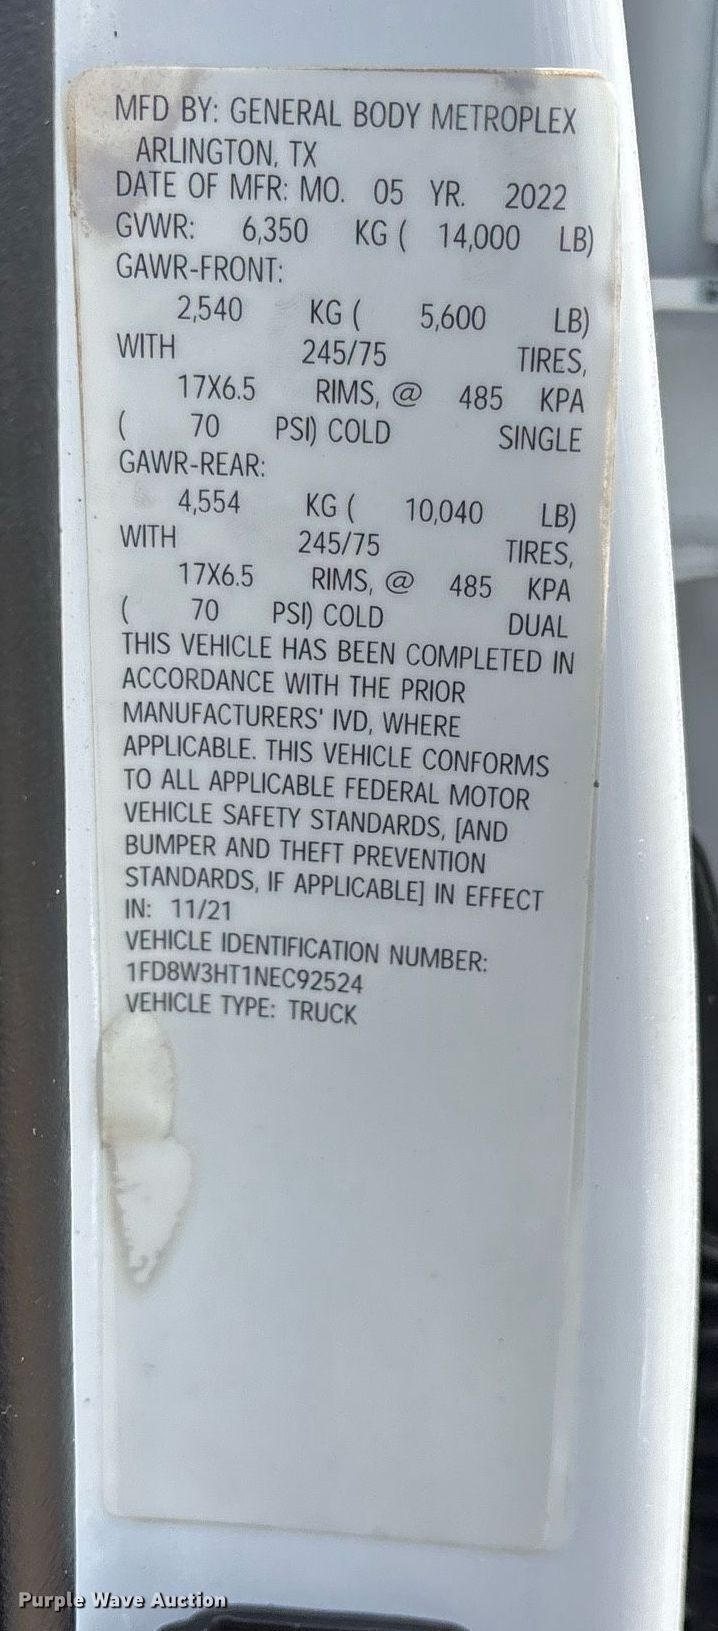 MFD BY: GENERAL BODY METROPLEX
ARLINGTON, TX
DATE OF MFR: MO. 05 YR. 2022
GVWR: 6,350 KG ( 14,000 LB)
GAWR-FRONT:
2,540 KG ( 5,600 LB)
WITH 245/75 TIRES,
17X6.5 RIMS, @ 485 KPA
( 70 PSI) COLD SINGLE
GAWR-REAR:
4,554 KG ( 10,040 LB)
WITH 245/75 TIRES,
17X6.5 RIMS, @ 485 KPA
( 70 PSI) COLD DUAL
THIS VEHICLE HAS BEEN COMPLETED IN
ACCORDANCE WITH THE PRIOR
MANUFACTURERS' IVD, WHERE
APPLICABLE. THIS VEHICLE CONFORMS
TO ALL APPLICABLE FEDERAL MOTOR
VEHICLE SAFETY STANDARDS, [AND
BUMPER AND THEFT PREVENTION
STANDARDS, IF APPLICABLE] IN EFFECT
IN: 11/21
VEHICLE IDENTIFICATION NUMBER:
1FD8W3HT1NEC92524
VEHICLE TYPE: TRUCK
Purple Wave Auction